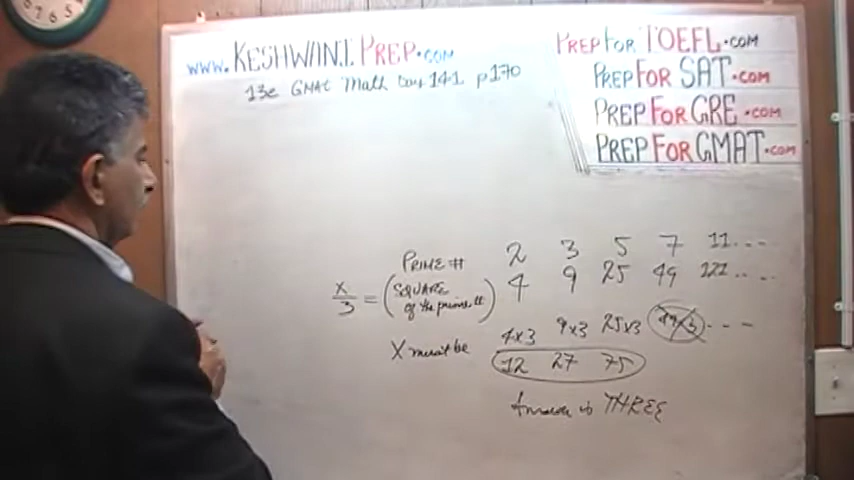 www.KESHWANI.PREP.com
13e GMAT Math Day 141 p170
PREP FOR TOEFL.com
PREP FOR SAT.com
PREP FOR GRE.com
PREP FOR GMAT.com
PRIME # 2 3 5 7 11...
X/3 = (SQUARE of the prime #) 4 9 25 49 121...
X must be 4x3 9x3 25x3 49x3 ---
12 27 75
Answer is THREE